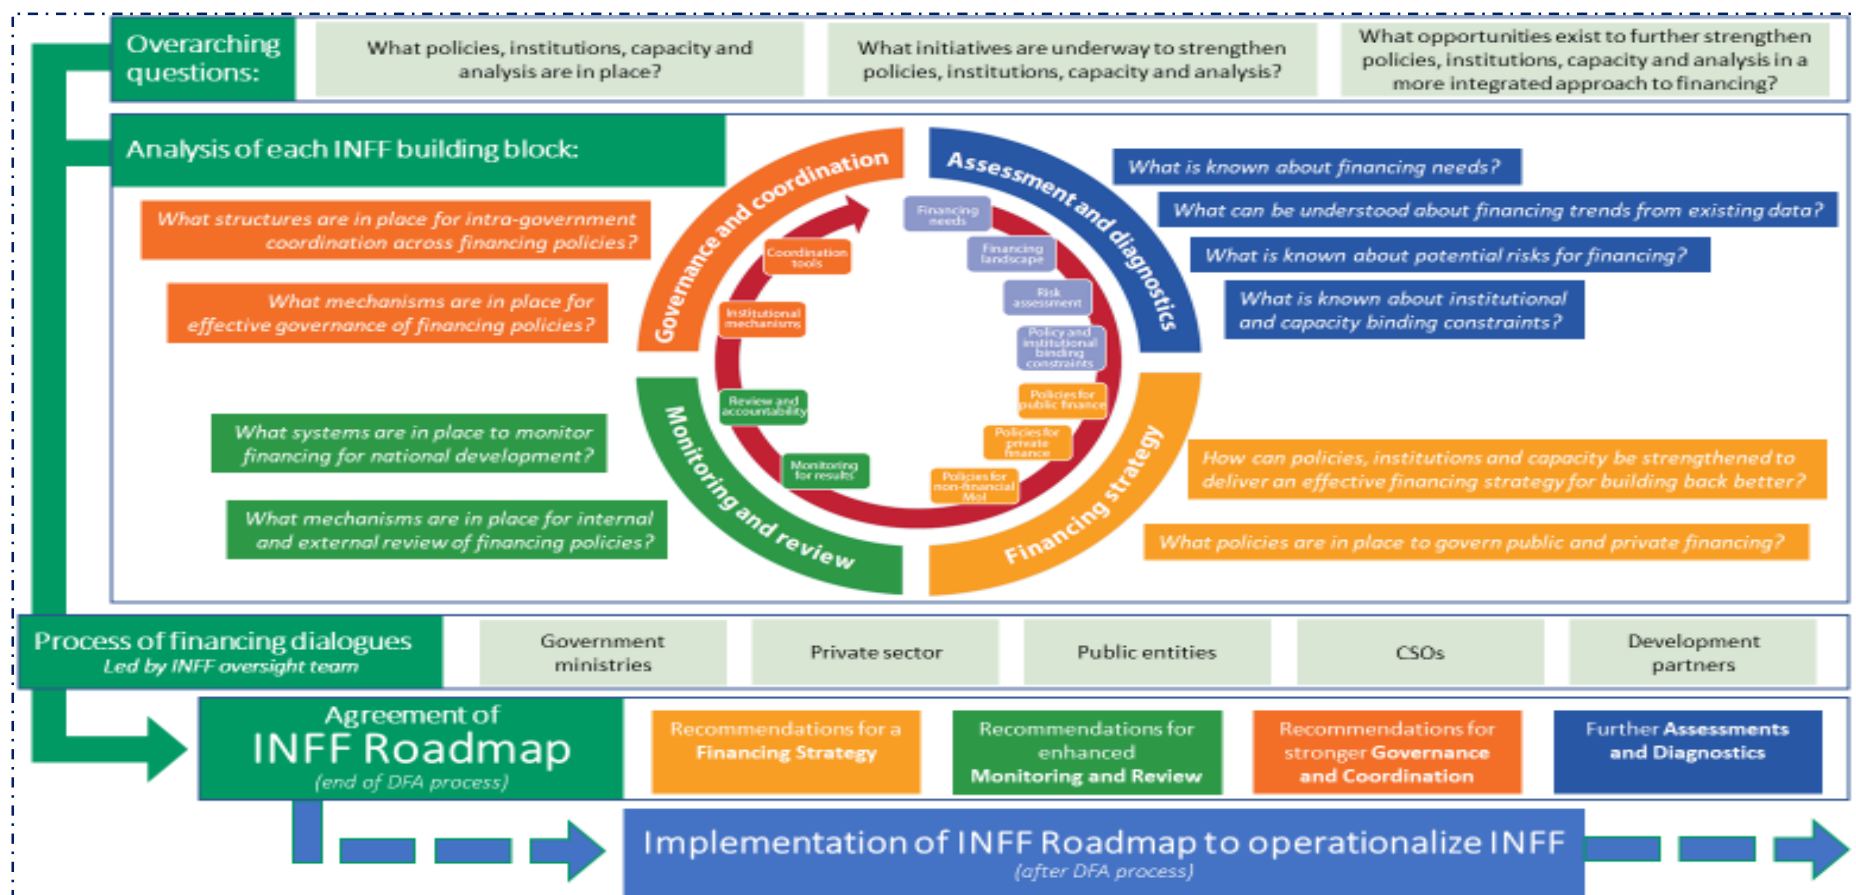 Overarching
questions:
What policies, institutions, capacity and
analysis are in place?
What initiatives are underway to strengthen
policies, institutions, capacity and analysis?
What opportunities exist to further strengthen
policies, institutions, capacity and analysis in a
more integrated approach to financing?
Analysis of each INFF building block:
What structures are in place for intra-government
coordination across financing policies?
What mechanisms are in place for
effective governance of financing policies?
What systems are in place to monitor
financing for national development?
What mechanisms are in place for internal
and external review of financing policies?
Governance and coordination
Assessment and diagnostics
Monitoring and review
Financing strategy
Financing
needs
Financing
landscape
Risk
assessment
Policy and
institutional
binding
constraints
Policies for
public finance
Policies for
private
finance
Policies for
non-financial
MoI
Monitoring
for results
Review and
accountability
Institutional
mechanisms
Coordination
tools
What is known about financing needs?
What can be understood about financing trends from existing data?
What is known about potential risks for financing?
What is known about institutional
and capacity binding constraints?
How can policies, institutions and capacity be strengthened to
deliver an effective financing strategy for building back better?
What policies are in place to govern public and private financing?
Process of financing dialogues
Led by INFF oversight team
Government
ministries
Private sector
Public entities
CSOs
Development
partners
Agreement of
INFF Roadmap
(end of DFA process)
Recommendations for a
Financing Strategy
Recommendations for
enhanced
Monitoring and Review
Recommendations for
stronger Governance
and Coordination
Further Assessments
and Diagnostics
Implementation of INFF Roadmap to operationalize INFF
(after DFA process)